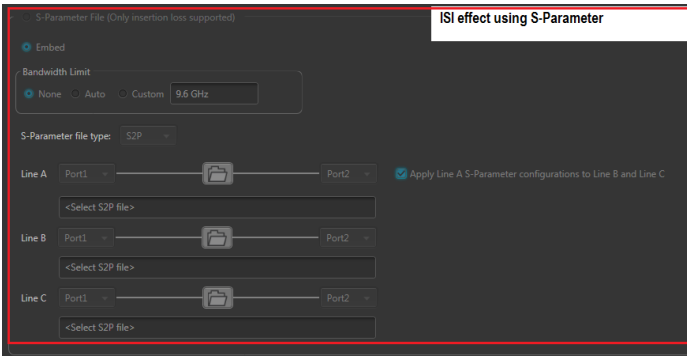 ISI effect using S-Parameter
S-Parameter File (Only insertion loss supported)
Embed
Bandwidth Limit
None Auto Custom 9.6 GHz
S-Parameter file type: S2P
Line A Port1 Port2 Apply Line A S-Parameter configurations to Line B and Line C
<Select S2P file>
Line B Port1 Port2
<Select S2P file>
Line C Port1 Port2
<Select S2P file>